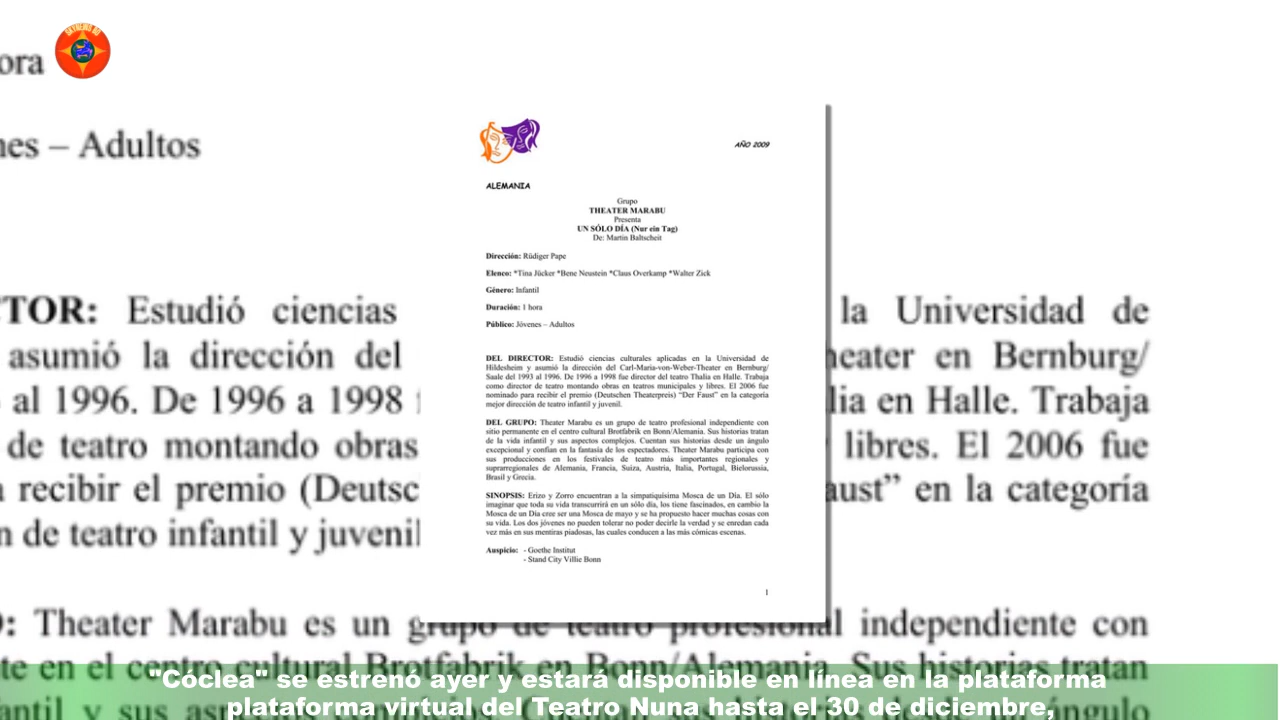 ora
nes – Adultos
CTOR: Estudió ciencias
la Universidad de
asumió la dirección del
heater en Bernburg/
al 1996. De 1996 a 1998
lia en Halle. Trabaja
de teatro montando obras
libres. El 2006 fue
recibir el premio (Deutsc
aust” en la categoría
n de teatro infantil y juvenil
: Theater Marabu es un grupo de teatro profesional independiente con
te en el centro cultural Brotfabrik en Bonn/Alemania. Sus historias tratan
AÑO 2009
ALEMANIA
Grupo
THEATER MARABU
Presenta
UN SÓLO DÍA (Nur ein Tag)
De: Martin Baltscheit
Dirección: Rüdiger Pape
Elenco: *Tina Jücker *Bene Neustein *Claus Overkamp *Walter Zick
Género: Infantil
Duración: 1 hora
Público: Jóvenes – Adultos
DEL DIRECTOR: Estudió ciencias culturales aplicadas en la Universidad de
Hildesheim y asumió la dirección del Carl-Maria-von-Weber-Theater en Bernburg/
Saale del 1993 al 1996. De 1996 a 1998 fue director del teatro Thalia en Halle. Trabaja
como director de teatro montando obras en teatros municipales y libres. El 2006 fue
nominado para recibir el premio (Deutschen Theaterpreis) “Der Faust” en la categoría
mejor dirección de teatro infantil y juvenil.
DEL GRUPO: Theater Marabu es un grupo de teatro profesional independiente con
sitio permanente en el centro cultural Brotfabrik en Bonn/Alemania. Sus historias tratan
de la vida infantil y sus aspectos complejos. Cuentan sus historias desde un ángulo
excepcional y confían en la fantasía de los espectadores. Theater Marabu participa con
sus producciones en los festivales de teatro más importantes regionales y
suprarregionales de Alemania, Francia, Suiza, Austria, Italia, Portugal, Bielorussia,
Brasil y Grecia.
SINOPSIS: Erizo y Zorro encuentran a la simpatiquísima Mosca de un Día. El sólo
imaginar que toda su vida transcurrirá en un sólo día, los tiene fascinados, en cambio la
Mosca de un Día cree ser una Mosca de mayo y se ha propuesto hacer muchas cosas con
su vida. Los dos jóvenes no pueden tolerar no poder decirle la verdad y se enredan cada
vez más en sus mentiras piadosas, las cuales conducen a las más cómicas escenas.
Auspicio: - Goethe Institut
- Stand City Villie Bonn
1
"Cóclea" se estrenó ayer y estará disponible en línea en la plataforma
plataforma virtual del Teatro Nuna hasta el 30 de diciembre,